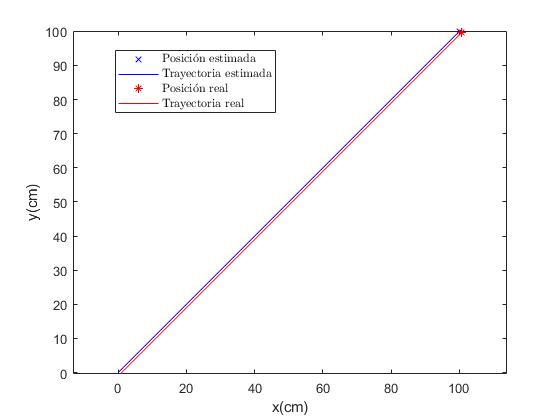 100
90
80
70
60
50
40
30
20
10
0
y(cm)
Posición estimada
Trayectoria estimada
Posición real
Trayectoria real
0 20 40 60 80 100
x(cm)